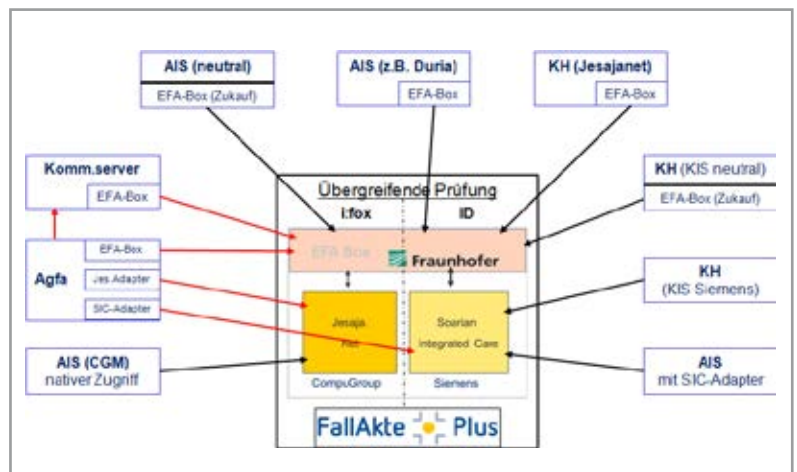 AIS (neutral)
EFA-Box (Zukauf)
AIS (z.B. Duria)
EFA-Box
KH (Jesajanet)
EFA-Box
Komm.server
EFA-Box
KH (KIS neutral)
EFA-Box (Zukauf)
Übergreifende Prüfung
i:fox
ID
EFA Box
Fraunhofer
Agfa
EFA-Box
Jes.Adapter
SIC-Adapter
KH
(KIS Siemens)
Jesaja
Net
Soarian
Integrated Care
AIS (CGM)
nativer Zugriff
AIS
mit SIC-Adapter
CompuGroup
Siemens
FallAkte Plus